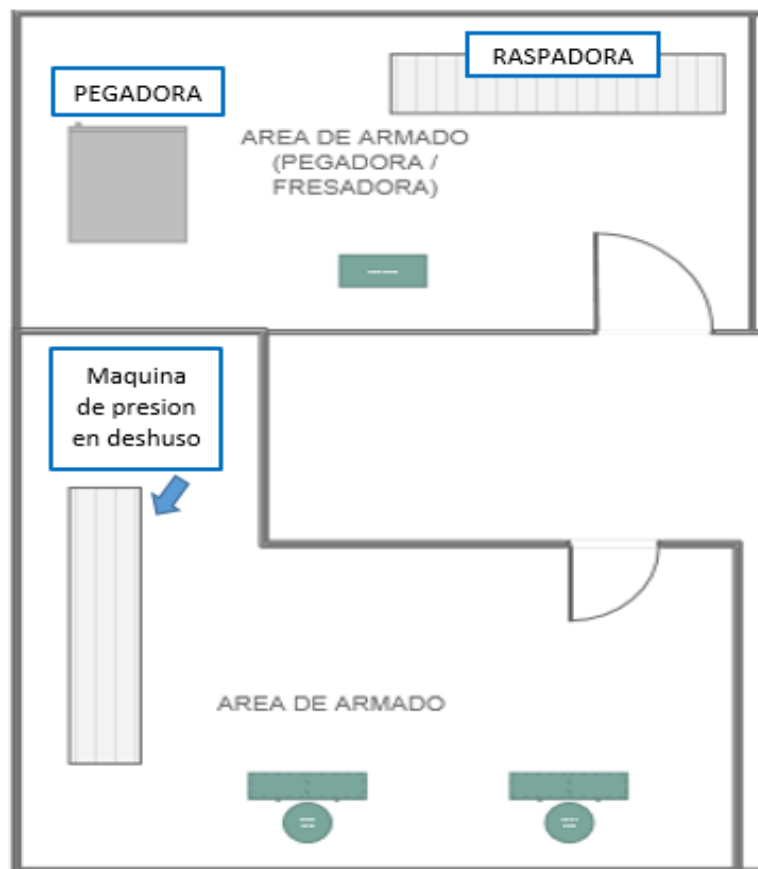 RASPADORA
PEGADORA
AREA DE ARMADO
(PEGADORA /
FRESADORA)
Maquina
de presion
en deshuso
AREA DE ARMADO